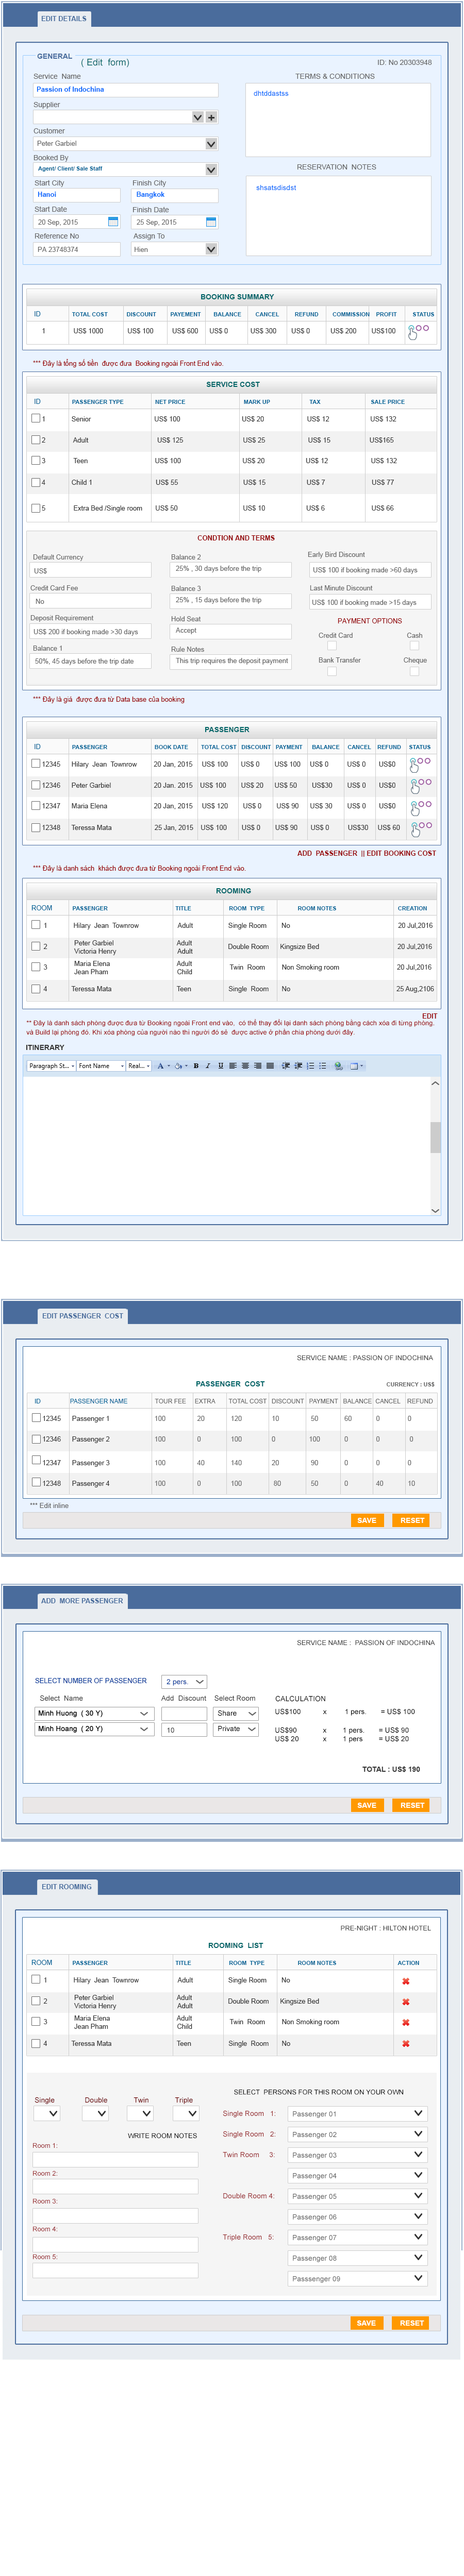 EDIT DETAILS
GENERAL
( Edit form)
ID: No 20303948
Service Name
TERMS & CONDITIONS
Passion of Indochina
dhtddastss
Supplier
Customer
Peter Garbiel
Booked By
RESERVATION NOTES
Agent/ Client/ Sale Staff
Start City Finish City
shsatsdisdst
Hanoi Bangkok
Start Date Finish Date
20 Sep, 2015 25 Sep, 2015
Reference No Assign To
PA 23748374 Hien
BOOKING SUMMARY
ID TOTAL COST DISCOUNT PAYEMENT BALANCE CANCEL REFUND COMMISSION PROFIT STATUS
1 US$ 1000 US$ 100 US$ 600 US$ 0 US$ 300 US$ 0 US$ 200 US$100
*** Đây là tổng số tiền được đưa Booking ngoài Front End vào.
SERVICE COST
ID PASSENGER TYPE NET PRICE MARK UP TAX SALE PRICE
1 Senior US$ 100 US$ 20 US$ 12 US$ 132
2 Adult US$ 125 US$ 25 US$ 15 US$165
3 Teen US$ 100 US$ 20 US$ 12 US$ 132
4 Child 1 US$ 55 US$ 15 US$ 7 US$ 77
5 Extra Bed /Single room US$ 50 US$ 10 US$ 6 US$ 66
CONDTION AND TERMS
Default Currency Balance 2 Early Bird Discount
US$ 25% , 30 days before the trip US$ 100 if booking made >60 days
Credit Card Fee Balance 3 Last Minute Discount
No 25% , 15 days before the trip US$ 100 if booking made >15 days
Deposit Requirement Hold Seat PAYMENT OPTIONS
US$ 200 if booking made >30 days Accept Credit Card Cash
Balance 1 Rule Notes
50%, 45 days before the trip date This trip requires the deposit payment Bank Transfer Cheque
*** Đây là giá được đưa từ Data base của booking
PASSENGER
ID PASSENGER BOOK DATE TOTAL COST DISCOUNT PAYMENT BALANCE CANCEL REFUND STATUS
12345 Hilary Jean Townrow 20 Jan, 2015 US$ 100 US$ 0 US$ 100 US$ 0 US$ 0 US$0
12346 Peter Garbiel 20 Jan. 2015 US$ 100 US$ 20 US$ 50 US$30 US$ 0 US$0
12347 Maria Elena 20 Jan, 2015 US$ 120 US$ 0 US$ 90 US$ 30 US$ 0 US$0
12348 Teressa Mata 25 Jan, 2015 US$ 100 US$ 0 US$ 90 US$ 0 US$30 US$ 60
ADD PASSENGER || EDIT BOOKING COST
*** Đây là danh sách khách được đưa từ Booking ngoài Front End vào.
ROOMING
ROOM PASSENGER TITLE ROOM TYPE ROOM NOTES CREATION
1 Hilary Jean Townrow Adult Single Room No 20 Jul,2016
2 Peter Garbiel Adult Double Room Kingsize Bed 20 Jul,2016
Victoria Henry Adult
3 Maria Elena Adult Twin Room Non Smoking room 20 Jul,2016
Jean Pham Child
4 Teressa Mata Teen Single Room No 25 Aug,2106
EDIT
** Đây là danh sách phòng được đưa từ Booking ngoài Front end vào, có thể thay đổi lại danh sách phòng bằng cách xóa đi từng phòng,
và Build lại phòng đó. Khi xóa phòng của người nào thì người đó sẽ được active ở phần chia phòng dưới đây.
ITINERARY
Paragraph St... Font Name Real... A B I U
EDIT PASSENGER COST
SERVICE NAME : PASSION OF INDOCHINA
PASSENGER COST CURRENCY : US$
ID PASSENGER NAME TOUR FEE EXTRA TOTAL COST DISCOUNT PAYMENT BALANCE CANCEL REFUND
12345 Passenger 1 100 20 120 10 50 60 0 0
12346 Passenger 2 100 0 100 0 100 0 0 0
12347 Passenger 3 100 40 140 20 90 0 0 0
12348 Passenger 4 100 0 100 80 50 0 40 10
*** Edit inline
SAVE RESET
ADD MORE PASSENGER
SERVICE NAME : PASSION OF INDOCHINA
SELECT NUMBER OF PASSENGER 2 pers.
Select Name Add Discount Select Room CALCULATION
Minh Huong ( 30 Y) Share US$100 x 1 pers. = US$ 100
Minh Hoang ( 20 Y) 10 Private US$90 x 1 pers. = US$ 90
US$ 20 x 1 pers = US$ 20
TOTAL : US$ 190
SAVE RESET
EDIT ROOMING
PRE-NIGHT : HILTON HOTEL
ROOMING LIST
ROOM PASSENGER TITLE ROOM TYPE ROOM NOTES ACTION
1 Hilary Jean Townrow Adult Single Room No
2 Peter Garbiel Adult Double Room Kingsize Bed
Victoria Henry Adult
3 Maria Elena Adult Twin Room Non Smoking room
Jean Pham Child
4 Teressa Mata Teen Single Room No
SELECT PERSONS FOR THIS ROOM ON YOUR OWN
Single Double Twin Triple
Single Room 1: Passenger 01
WRITE ROOM NOTES
Single Room 2: Passenger 02
Room 1:
Twin Room 3: Passenger 03
Room 2:
Passenger 04
Room 3:
Double Room 4: Passenger 05
Passenger 06
Room 4:
Triple Room 5: Passenger 07
Room 5:
Passenger 08
Passsenger 09
SAVE RESET